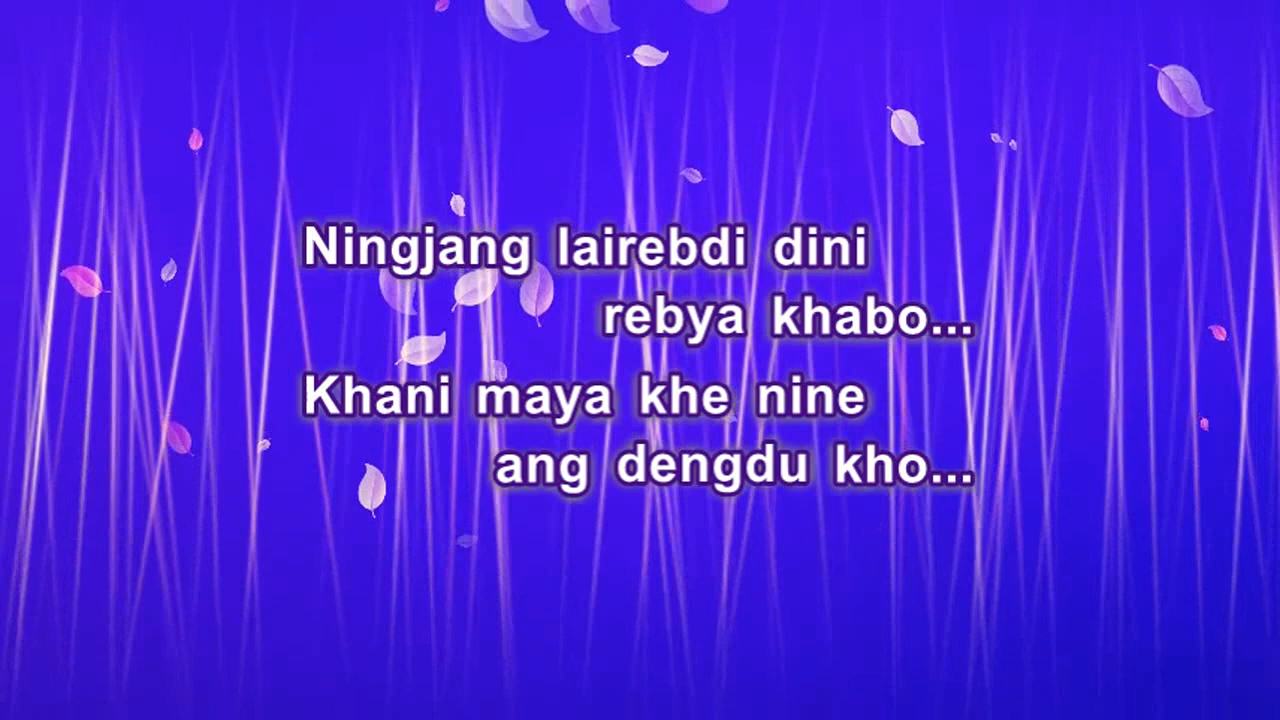 Ningjang lairebdi dini
rebya khabo...
Khani maya khe nine
ang dengdu kho...